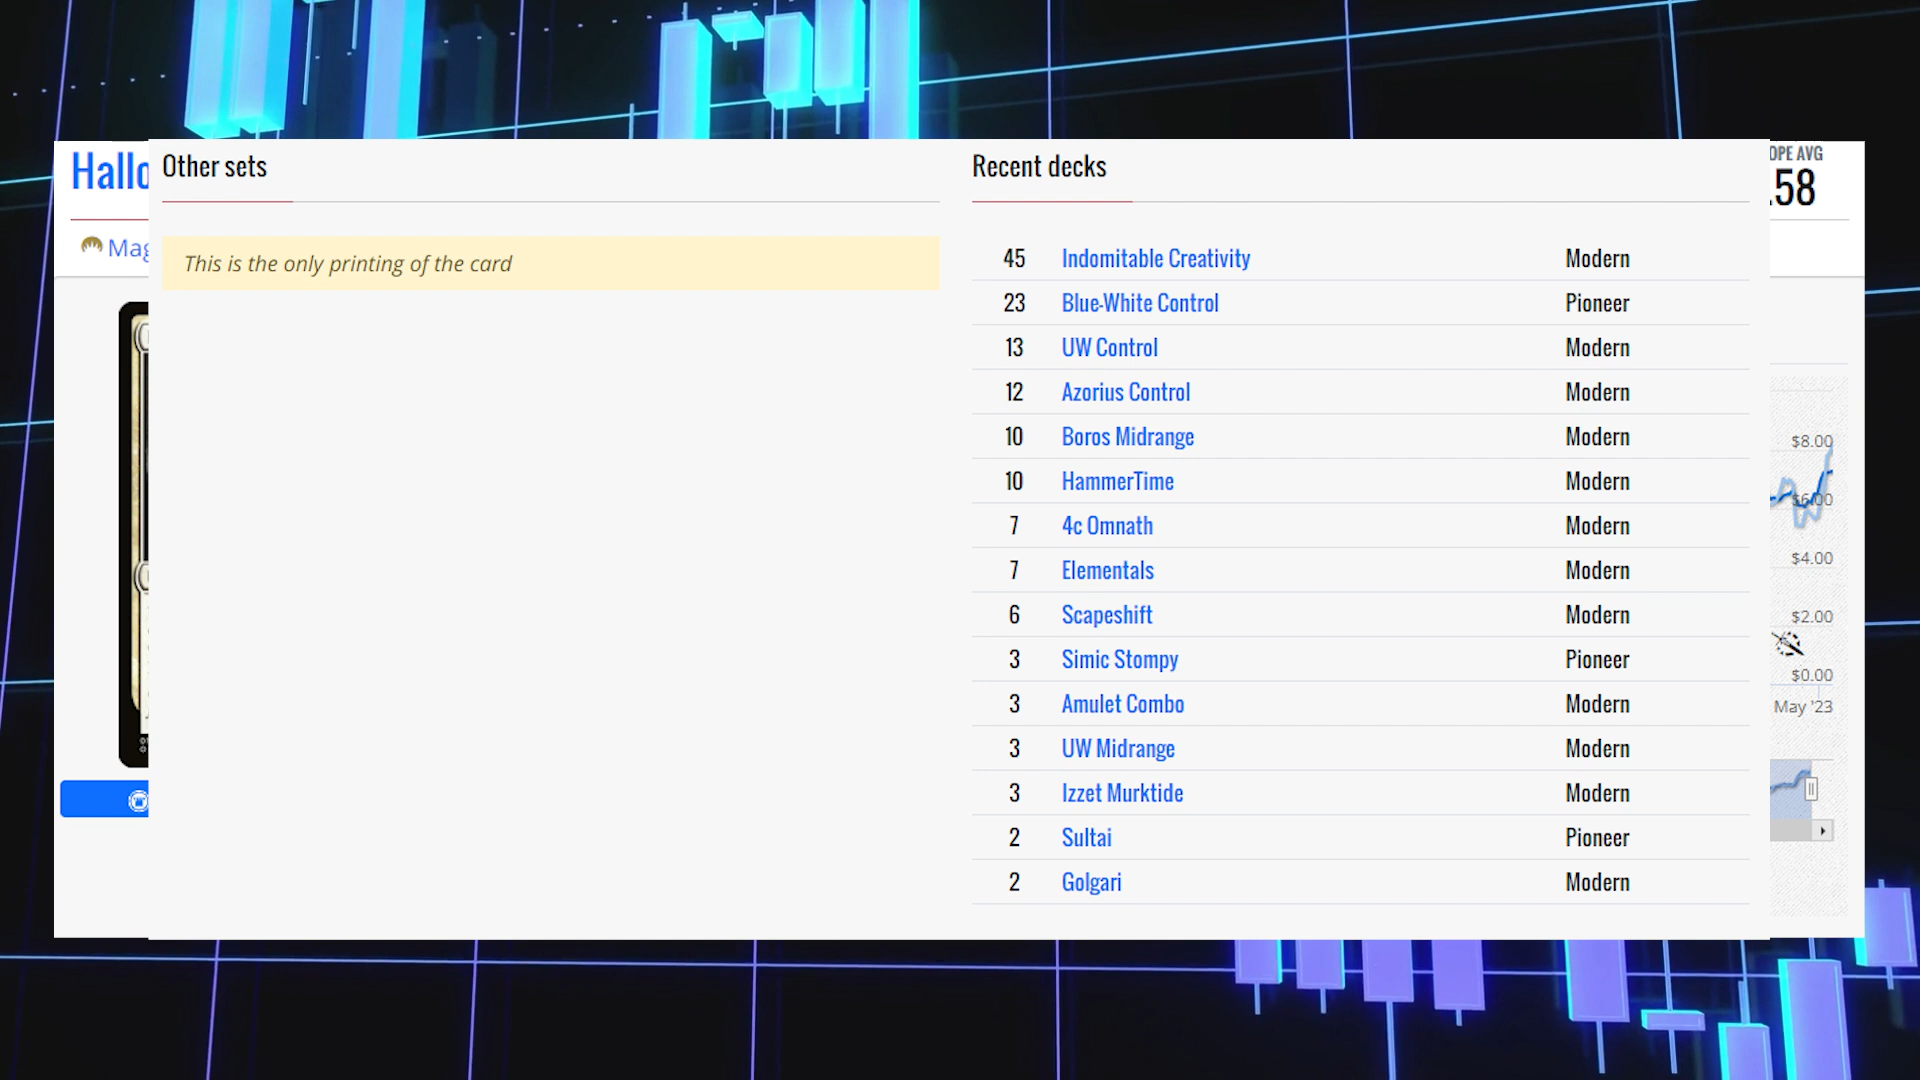 Hallo
Mag
OPE AVG
.58
Other sets
This is the only printing of the card
Recent decks
45 Indomitable Creativity Modern
23 Blue-White Control Pioneer
13 UW Control Modern
12 Azorius Control Modern
10 Boros Midrange Modern
10 HammerTime Modern
7 4c Omnath Modern
7 Elementals Modern
6 Scapeshift Modern
3 Simic Stompy Pioneer
3 Amulet Combo Modern
3 UW Midrange Modern
3 Izzet Murktide Modern
2 Sultai Pioneer
2 Golgari Modern
$8.00
$6.00
$4.00
$2.00
$0.00
May '23